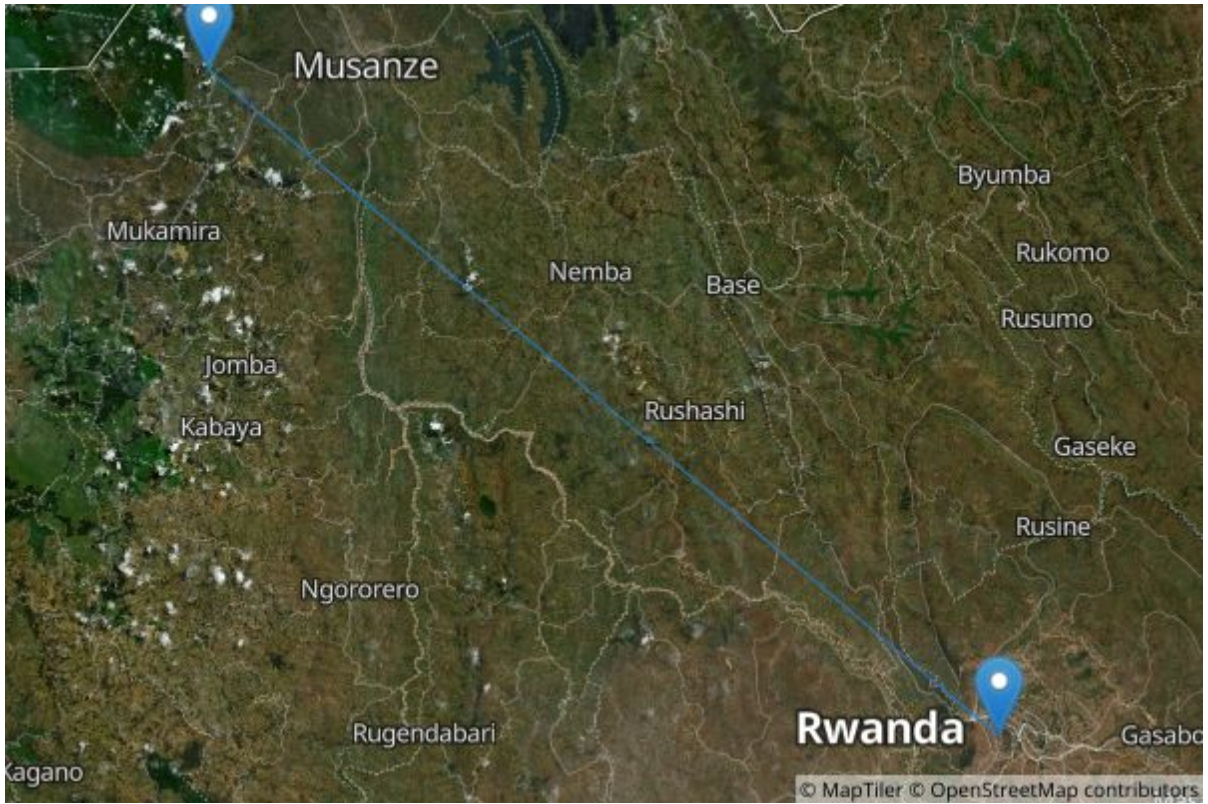 Musanze
Byumba
Mukamira
Rukomo
Nemba
Base
Rusumo
Jomba
Rushashi
Kabaya
Gaseke
Rusine
Ngororero
Rwanda
Rugendabari
Gasabo
Kagano
© MapTiler © OpenStreetMap contributors